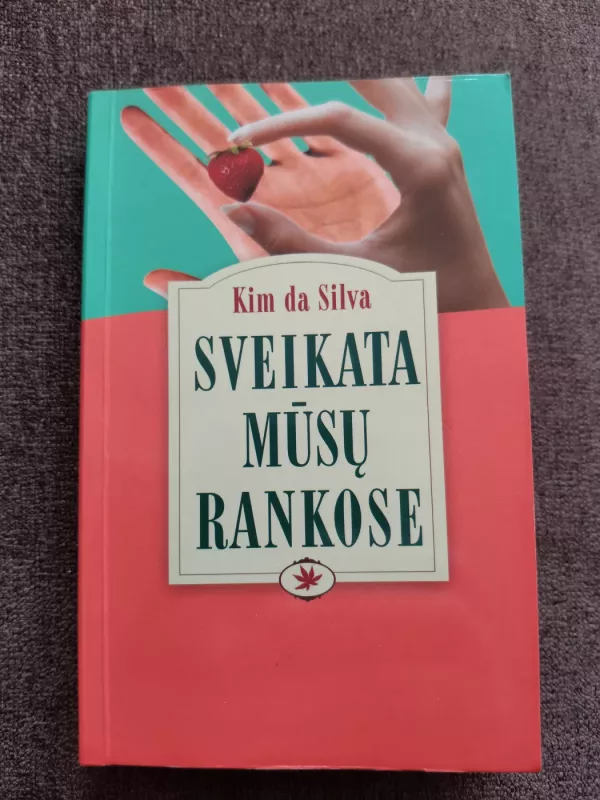 Kim da Silva
SVEIKATA
MŪSŲ
RANKOSE